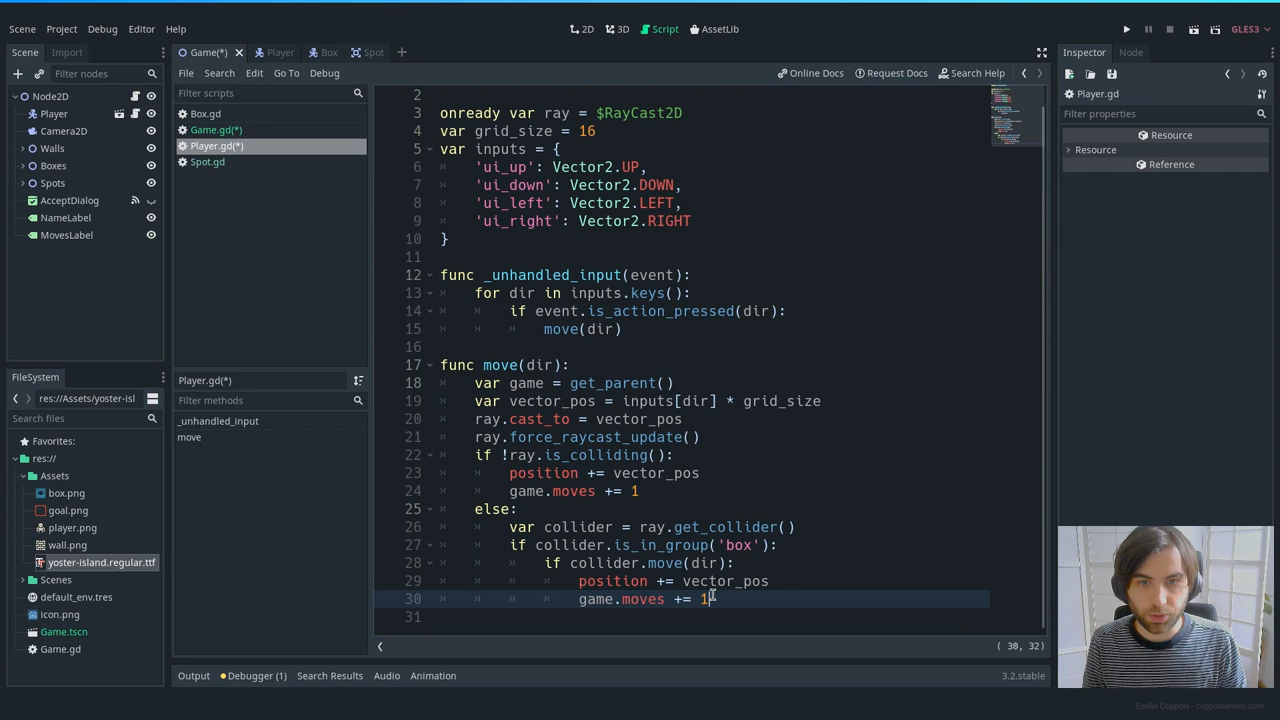 Scene Project Debug Editor Help
2D 3D Script AssetLib
GLES3
Scene Import
Filter nodes
Node2D
Player
Camera2D
Walls
Boxes
Spots
AcceptDialog
NameLabel
MovesLabel
FileSystem
res://Assets/yoster-isl
Search files
Favorites:
res://
Assets
box.png
goal.png
player.png
wall.png
yoster-island.regular.ttf
Scenes
default_env.tres
icon.png
Game.tscn
Game.gd
Game(*) Player Box Spot
File Search Edit Go To Debug
Online Docs Request Docs Search Help
Filter scripts
Box.gd
Game.gd(*)
Player.gd(*)
Spot.gd
Player.gd(*)
Filter methods
_unhandled_input
move
2
3 onready var ray = $RayCast2D
4 var grid_size = 16
5 var inputs = {
6 'ui_up': Vector2.UP,
7 'ui_down': Vector2.DOWN,
8 'ui_left': Vector2.LEFT,
9 'ui_right': Vector2.RIGHT
10 }
11
12 func _unhandled_input(event):
13 for dir in inputs.keys():
14 if event.is_action_pressed(dir):
15 move(dir)
16
17 func move(dir):
18 var game = get_parent()
19 var vector_pos = inputs[dir] * grid_size
20 ray.cast_to = vector_pos
21 ray.force_raycast_update()
22 if !ray.is_colliding():
23 position += vector_pos
24 game.moves += 1
25 else:
26 var collider = ray.get_collider()
27 if collider.is_in_group('box'):
28 if collider.move(dir):
29 position += vector_pos
30 game.moves += 1
31
( 30, 32)
Output Debugger (1) Search Results Audio Animation
3.2.stable
Inspector Node
Player.gd
Filter properties
Resource
Resource
Reference
Emilio Coppola - coppolaemilio.com